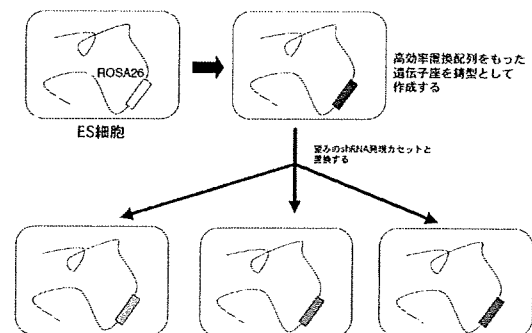 ROSA26
ES細胞
高効率置換配列をもった
遺伝子座を鋳型として
作成する
望みのshRNA発現カセットと
置換する